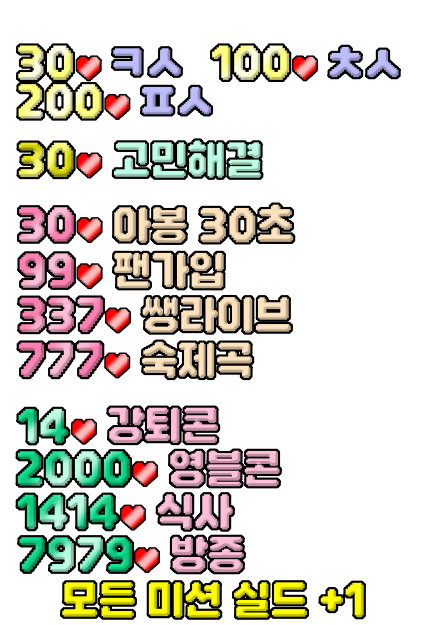 30♥ ㅋㅅ 100♥ ㅊㅅ
200♥ ㅍㅅ
30♥ 고민해결
30♥ 아봉 30초
99♥ 팬가입
337♥ 쌩라이브
777♥ 숙제곡
14♥ 강퇴콘
2000♥ 영블콘
1414♥ 식사
7979♥ 방종
모든 미션 실드 +1